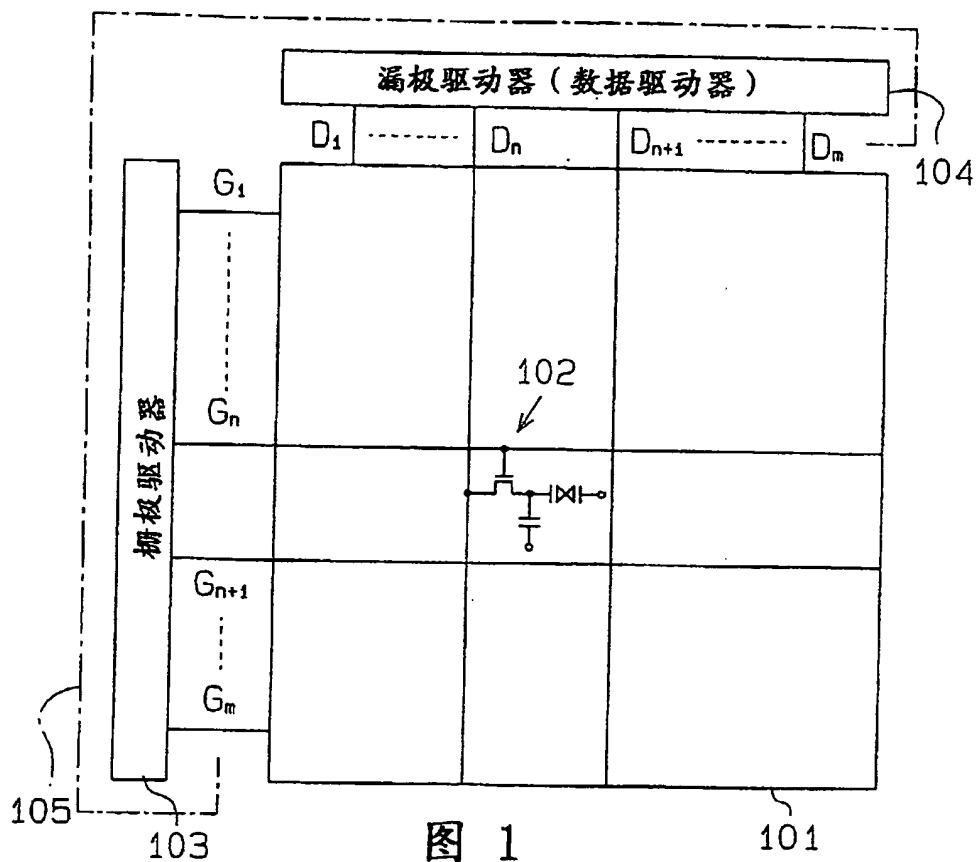 漏极驱动器(数据驱动器)
D₁ Dₙ Dₙ₊₁ Dₘ
104
G₁
102
Gₙ
栅极驱动器
Gₙ₊₁
Gₘ
105
103
101
图 1